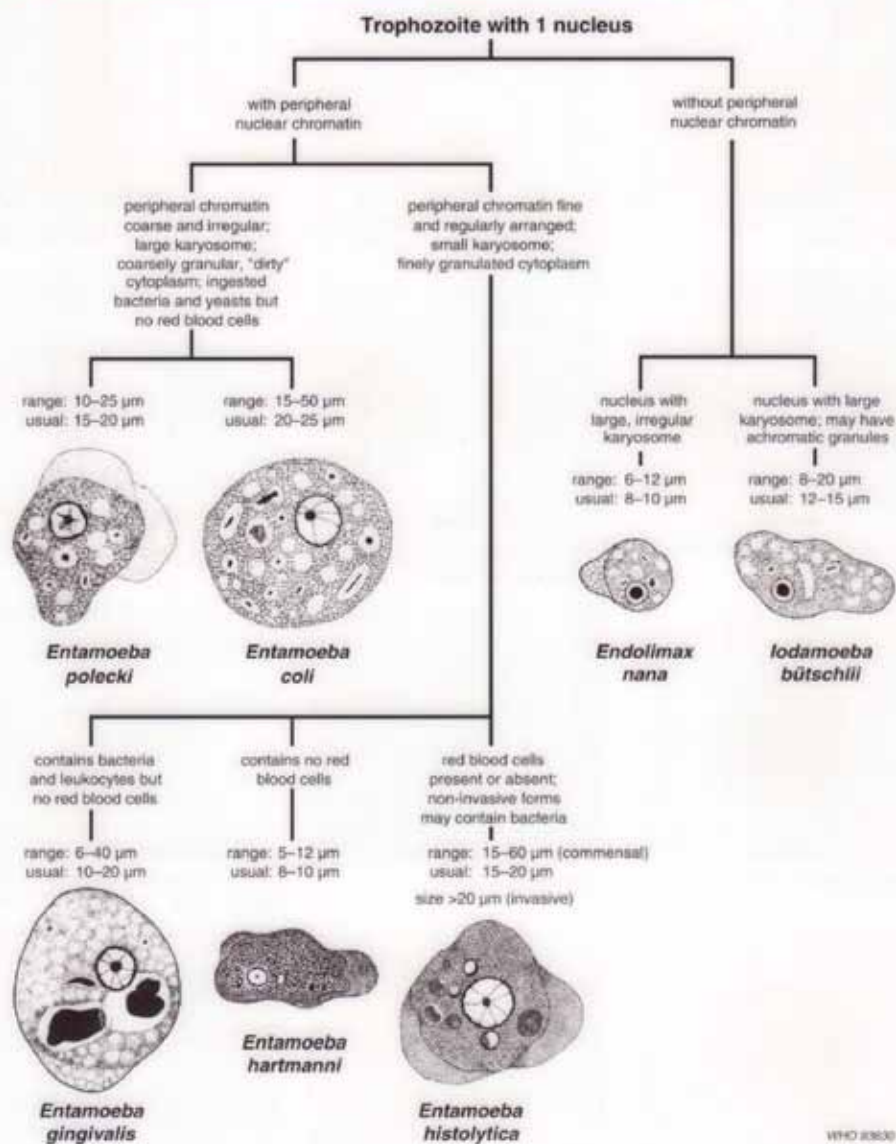 Trophozoite with 1 nucleus
with peripheral
nuclear chromatin
without peripheral
nuclear chromatin
peripheral chromatin
coarse and irregular;
large karyosome;
coarsely granular, "dirty"
cytoplasm; ingested
bacteria and yeasts but
no red blood cells
peripheral chromatin fine
and regularly arranged;
small karyosome;
finely granulated cytoplasm
range: 10–25 µm
usual: 15–20 µm
range: 15–50 µm
usual: 20–25 µm
nucleus with
large, irregular
karyosome
nucleus with large
karyosome; may have
achromatic granules
range: 6–12 µm
usual: 8–10 µm
range: 8–20 µm
usual: 12–15 µm
Entamoeba
polecki
Entamoeba
coli
Endolimax
nana
Iodamoeba
bütschlii
contains bacteria
and leukocytes but
no red blood cells
contains no red
blood cells
red blood cells
present or absent;
non-invasive forms
may contain bacteria
range: 6–40 µm
usual: 10–20 µm
range: 5–12 µm
usual: 8–10 µm
range: 15–60 µm (commensal)
usual: 15–20 µm
size >20 µm (invasive)
Entamoeba
gingivalis
Entamoeba
hartmanni
Entamoeba
histolytica
WHO